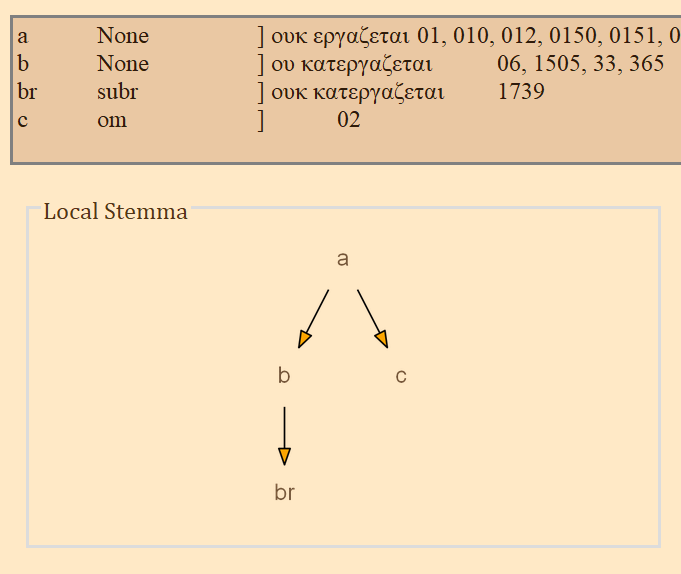 a None ] ουκ εργαζεται 01, 010, 012, 0150, 0151, 0
b None ] ου κατεργαζεται 06, 1505, 33, 365
br subr ] ουκ κατεργαζεται 1739
c om ] 02
Local Stemma
a
b c
br